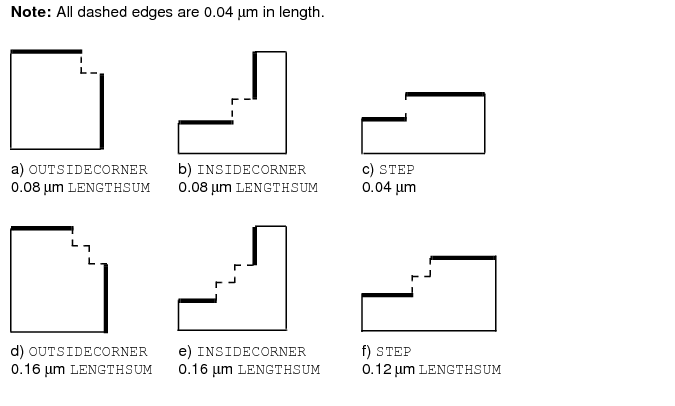 Note: All dashed edges are 0.04 µm in length.
a) OUTSIDECORNER
0.08 µm LENGTHSUM
b) INSIDECORNER
0.08 µm LENGTHSUM
c) STEP
0.04 µm
d) OUTSIDECORNER
0.16 µm LENGTHSUM
e) INSIDECORNER
0.16 µm LENGTHSUM
f) STEP
0.12 µm LENGTHSUM